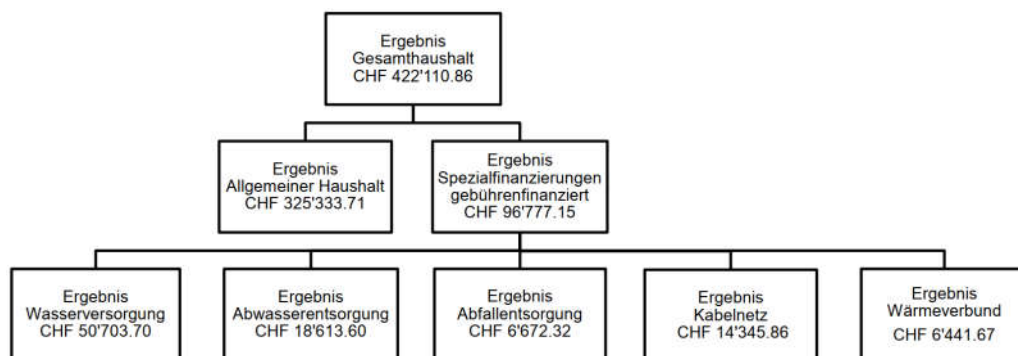 Ergebnis
Gesamthaushalt
CHF 422'110.86
Ergebnis
Allgemeiner Haushalt
CHF 325'333.71
Ergebnis
Spezialfinanzierungen
gebührenfinanziert
CHF 96'777.15
Ergebnis
Wasserversorgung
CHF 50'703.70
Ergebnis
Abwasserentsorgung
CHF 18'613.60
Ergebnis
Abfallentsorgung
CHF 6'672.32
Ergebnis
Kabelnetz
CHF 14'345.86
Ergebnis
Wärmeverbund
CHF 6'441.67